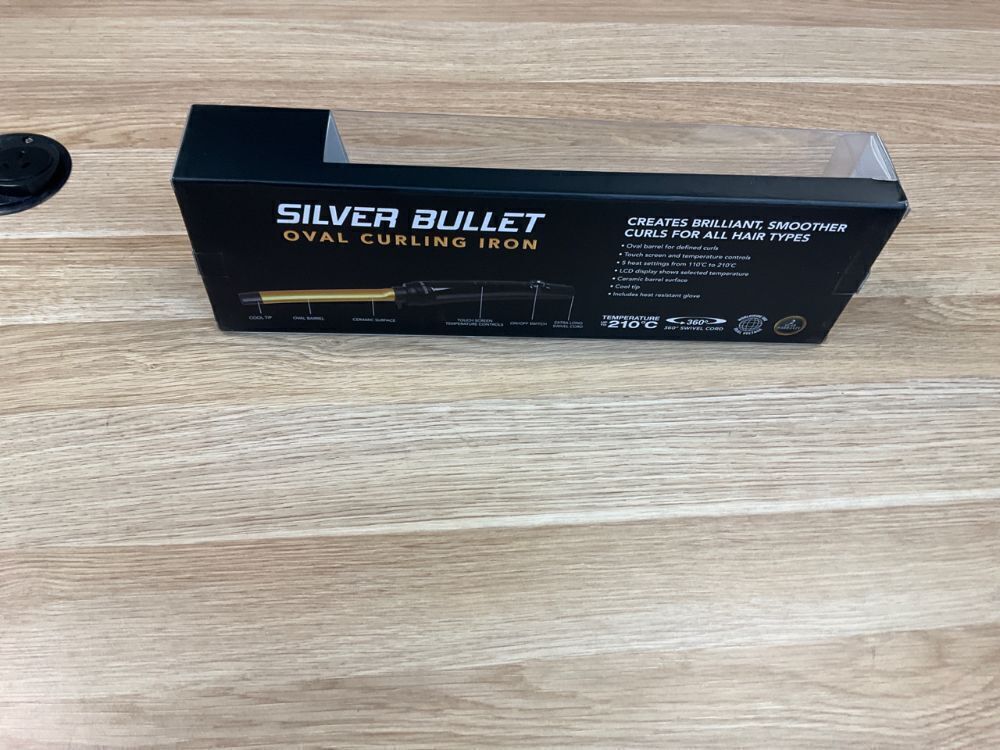 SILVER BULLET
OVAL CURLING IRON
CREATES BRILLIANT, SMOOTHER
CURLS FOR ALL HAIR TYPES
• Oval barrel for defined curls
• Touch screen and temperature controls
• 5 heat settings from 110°C to 210°C
• LCD display shows selected temperature
• Ceramic barrel surface
• Cool tip
• Includes heat resistant glove
COOL TIP
OVAL BARREL
CERAMIC SURFACE
TOUCH SCREEN
TEMPERATURE CONTROLS
ON/OFF SWITCH
EXTRA LONG
SWIVEL CORD
TEMPERATURE
UP TO 210°C
360°
360° SWIVEL CORD